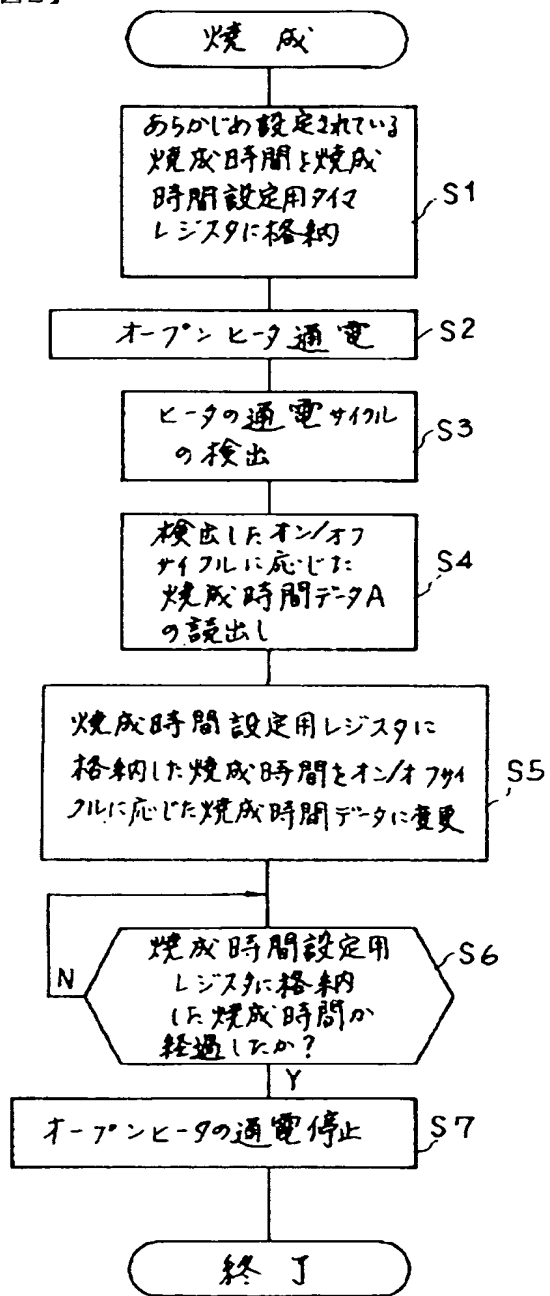 焼成
あらかじめ設定されている
焼成時間を焼成
時間設定用タイマ
レジスタに格納
S1
オーブンヒータ通電
S2
ヒータの通電サイクル
の検出
S3
検出したオン/オフ
サイクルに応じた
焼成時間データA
の読出し
S4
焼成時間設定用レジスタに
格納した焼成時間をオン/オフサイ
クルに応じた焼成時間データに変更
S5
焼成時間設定用
レジスタに格納
した焼成時間が
経過したか?
S6
N
Y
オーブンヒータの通電停止
S7
終了